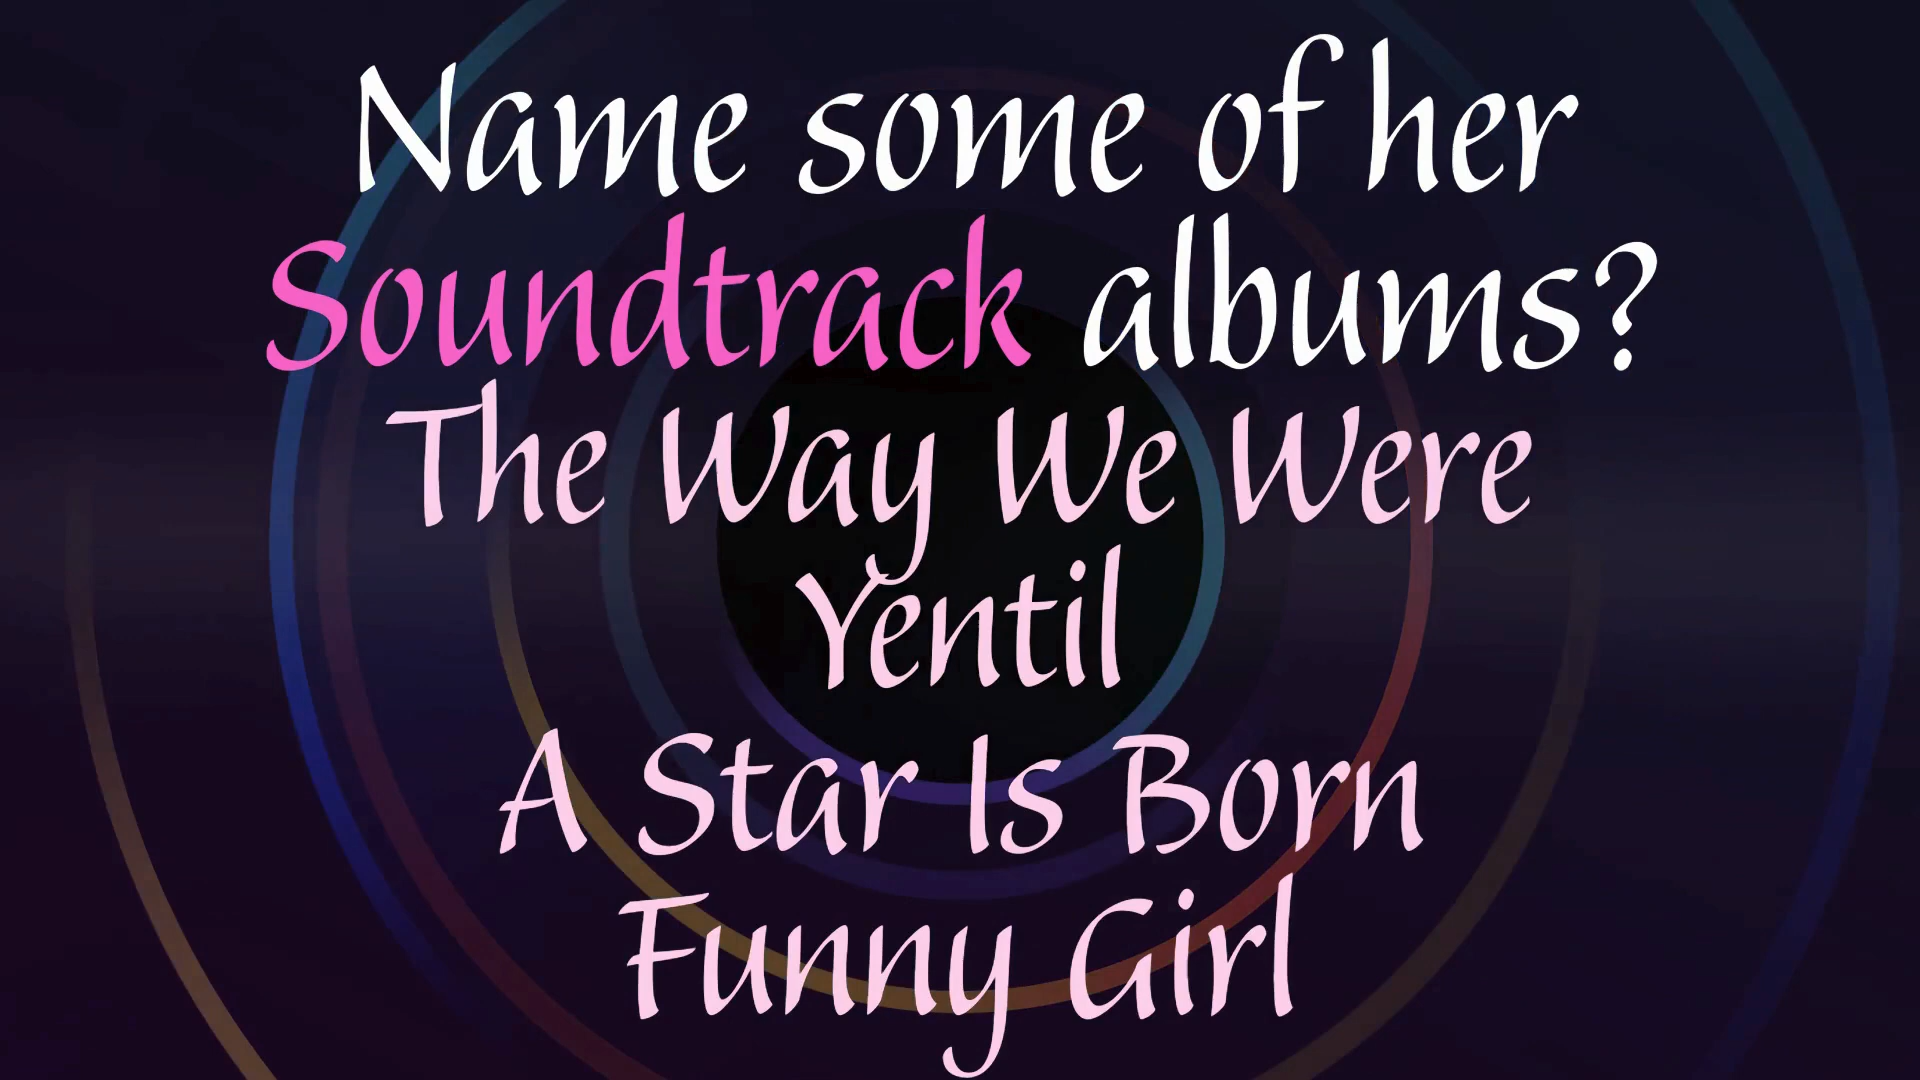 Name some of her
Soundtrack albums?
The Way We Were
Yentil
A Star Is Born
Funny Girl